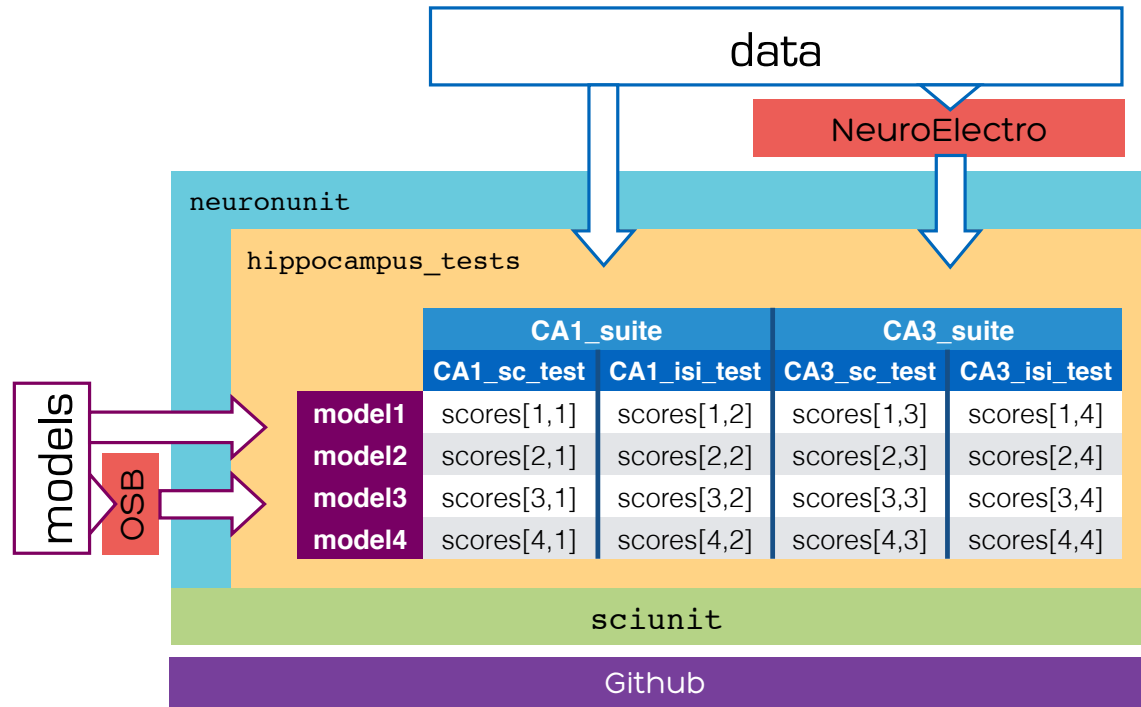 data
NeuroElectro
neuronunit
hippocampus_tests
CA1_suite CA3_suite
CA1_sc_test CA1_isi_test CA3_sc_test CA3_isi_test
models
OSB
model1 scores[1,1] scores[1,2] scores[1,3] scores[1,4]
model2 scores[2,1] scores[2,2] scores[2,3] scores[2,4]
model3 scores[3,1] scores[3,2] scores[3,3] scores[3,4]
model4 scores[4,1] scores[4,2] scores[4,3] scores[4,4]
sciunit
Github